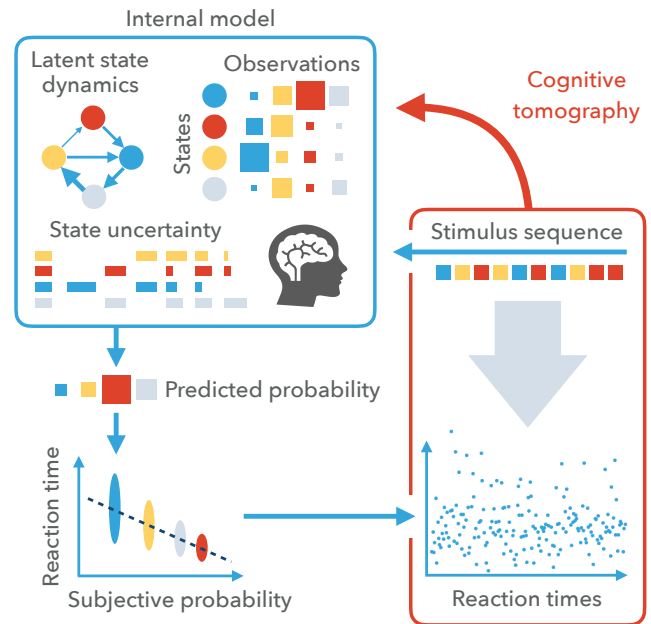 Internal model
Latent state
dynamics
Observations
States
State uncertainty
Cognitive
tomography
Stimulus sequence
Predicted probability
Reaction time
Subjective probability
Reaction times